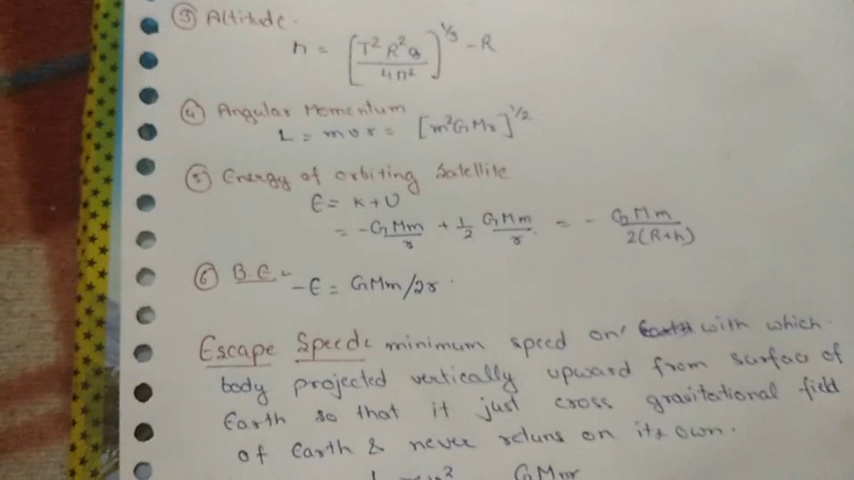 ③ Altitude.
h = [T² R² g / 4π²]^1/3 - R
④ Angular Momentum
L = mvr = [m²GMr]^1/2
⑤ Energy of orbiting Satellite
E = K+U
= -GMm/r + 1/2 GMm/r = - GMm/2(R+h)
⑥ B.E. -E = GMm/2r.
Escape Speed: minimum speed on with which
body projected vertically upward from surface of
Earth so that it just cross gravitational field
of Earth & never retuns on its own.